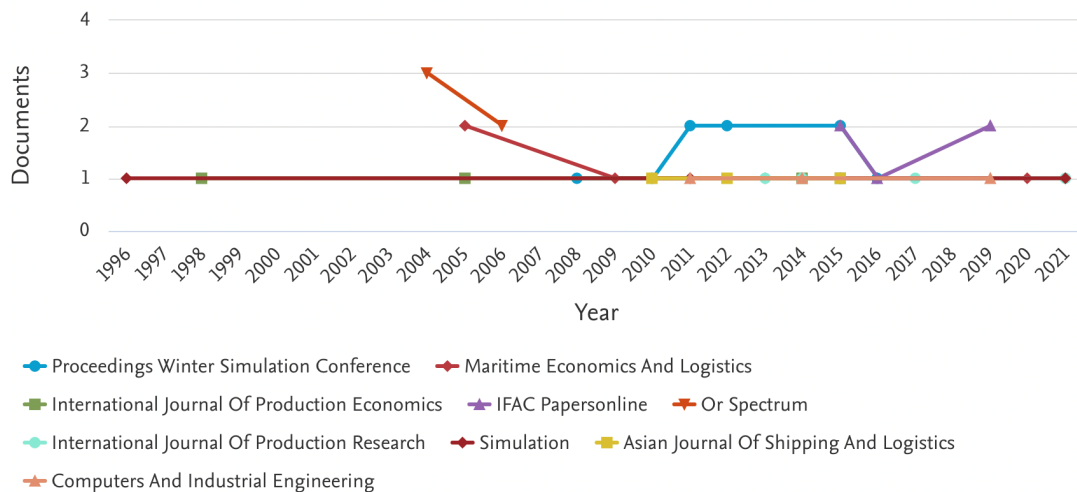 4
3
2
1
0
Documents
1996 1997 1998 1999 2000 2001 2002 2003 2004 2005 2006 2007 2008 2009 2010 2011 2012 2013 2014 2015 2016 2017 2018 2019 2020 2021
Year
Proceedings Winter Simulation Conference Maritime Economics And Logistics
International Journal Of Production Economics IFAC Papersonline Or Spectrum
International Journal Of Production Research Simulation Asian Journal Of Shipping And Logistics
Computers And Industrial Engineering